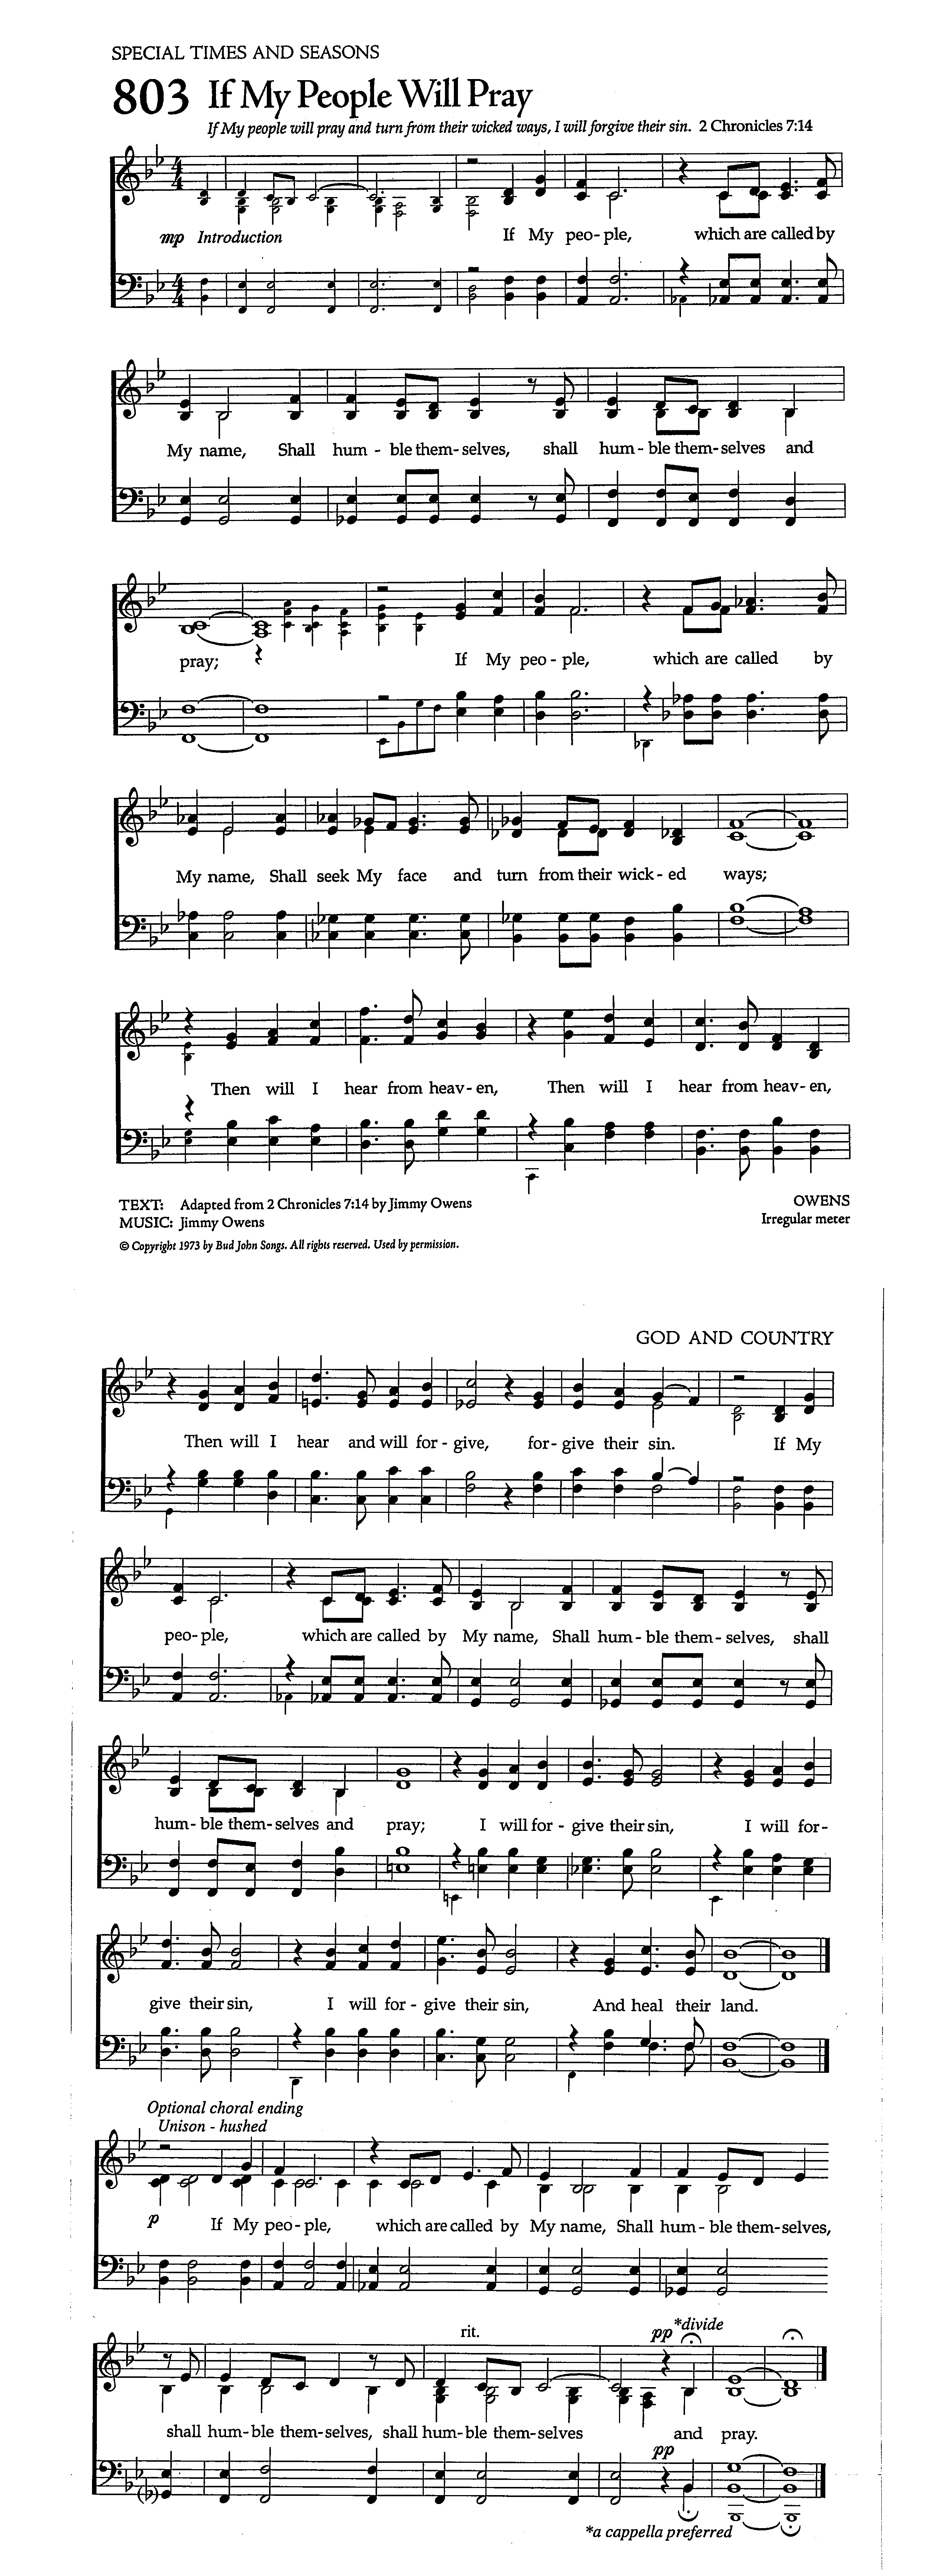 SPECIAL TIMES AND SEASONS
803 If My People Will Pray
If My people will pray and turn from their wicked ways, I will forgive their sin. 2 Chronicles 7:14
mp Introduction If My peo- ple, which are called by
My name, Shall hum - ble them- selves, shall hum - ble them - selves and
pray; If My peo - ple, which are called by
My name, Shall seek My face and turn from their wick - ed ways;
Then will I hear from heav - en, Then will I hear from heav - en,
TEXT: Adapted from 2 Chronicles 7:14 by Jimmy Owens OWENS
MUSIC: Jimmy Owens Irregular meter
© Copyright 1973 by Bud John Songs. All rights reserved. Used by permission.
GOD AND COUNTRY
Then will I hear and will for - give, for - give their sin. If My
peo- ple, which are called by My name, Shall hum - ble them - selves, shall
hum - ble them - selves and pray; I will for - give their sin, I will for-
give their sin, I will for - give their sin, And heal their land.
Optional choral ending
Unison - hushed
p If My peo - ple, which are called by My name, Shall hum - ble them - selves,
rit. pp *divide
shall hum - ble them - selves, shall hum - ble them - selves and pray.
pp
*a cappella preferred